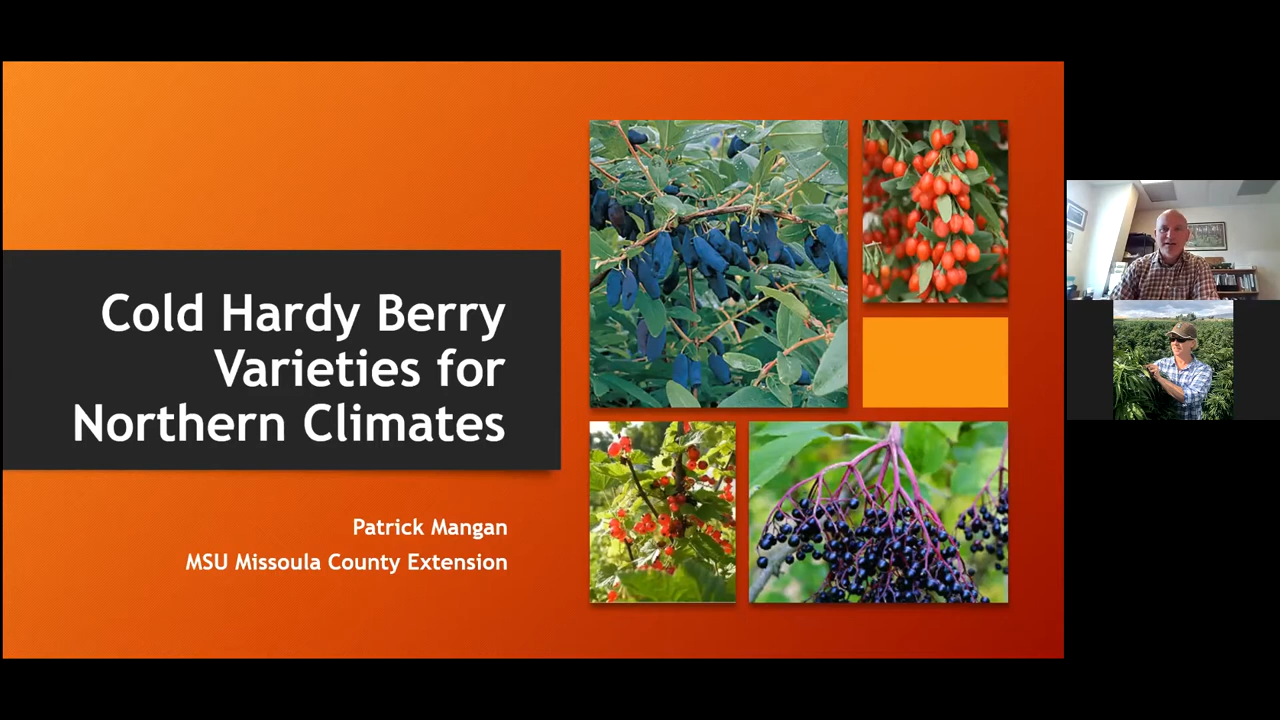 Cold Hardy Berry
Varieties for
Northern Climates
Patrick Mangan
MSU Missoula County Extension